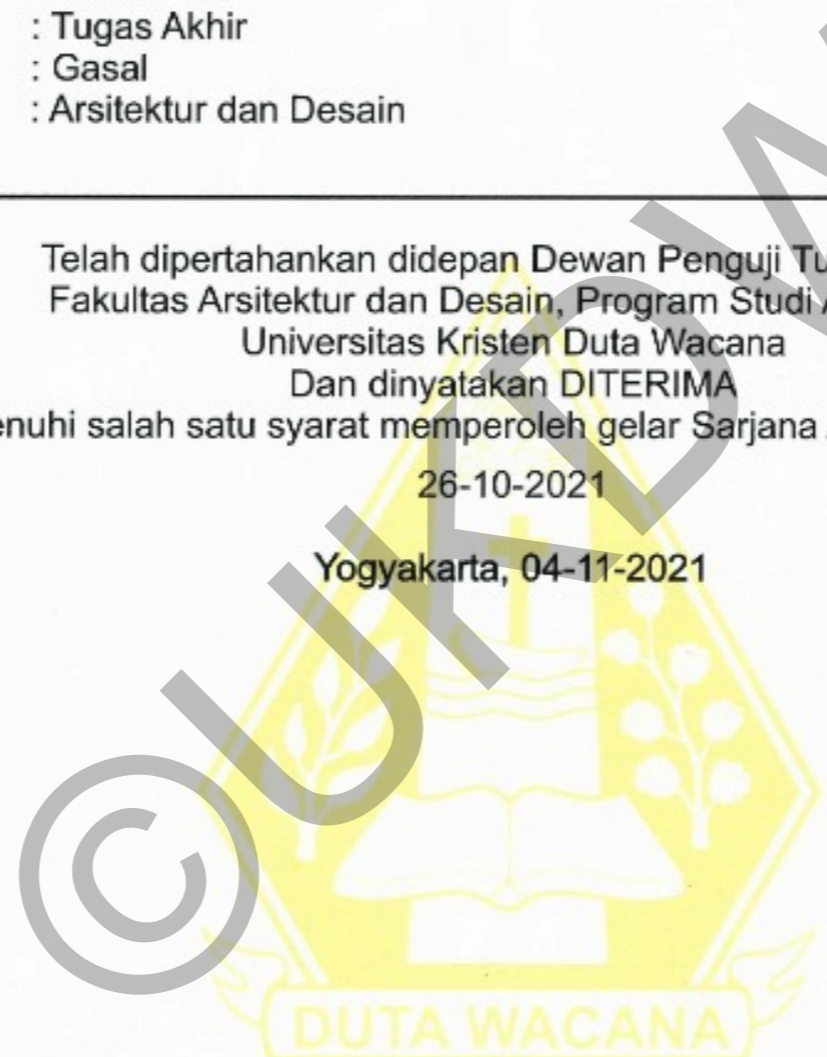 : Tugas Akhir
: Gasal
: Arsitektur dan Desain
Telah dipertahankan didepan Dewan Penguji Tu
Fakultas Arsitektur dan Desain, Program Studi
Universitas Kristen Duta Wacana
Dan dinyatakan DITERIMA
enuhi salah satu syarat memperoleh gelar Sarjana
26-10-2021
Yogyakarta, 04-11-2021
©UKDW
DUTA WACANA